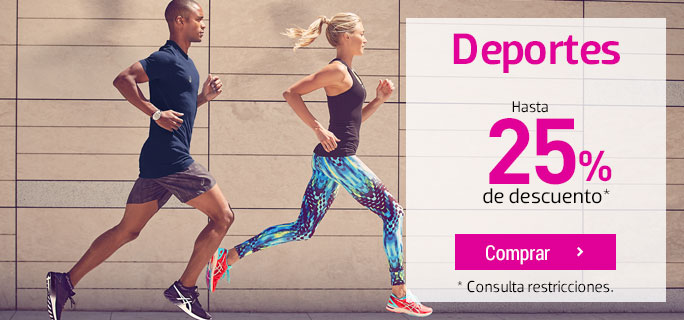 Deportes
Hasta
25%
de descuento*
Comprar >
* Consulta restricciones.